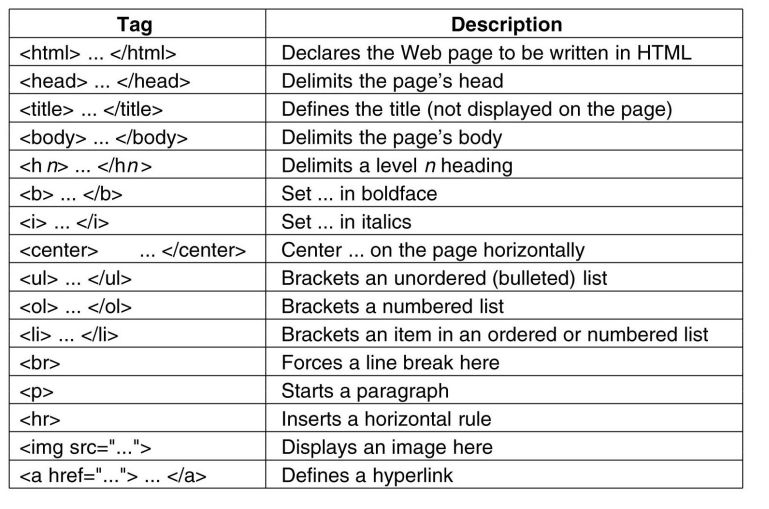 Tag Description
<html> ... </html> Declares the Web page to be written in HTML
<head> ... </head> Delimits the page's head
<title> ... </title> Defines the title (not displayed on the page)
<body> ... </body> Delimits the page's body
<h n> ... </hn> Delimits a level n heading
<b> ... </b> Set ... in boldface
<i> ... </i> Set ... in italics
<center> ... </center> Center ... on the page horizontally
<ul> ... </ul> Brackets an unordered (bulleted) list
<ol> ... </ol> Brackets a numbered list
<li> ... </li> Brackets an item in an ordered or numbered list
<br> Forces a line break here
<p> Starts a paragraph
<hr> Inserts a horizontal rule
<img src="..."> Displays an image here
<a href="..."> ... </a> Defines a hyperlink